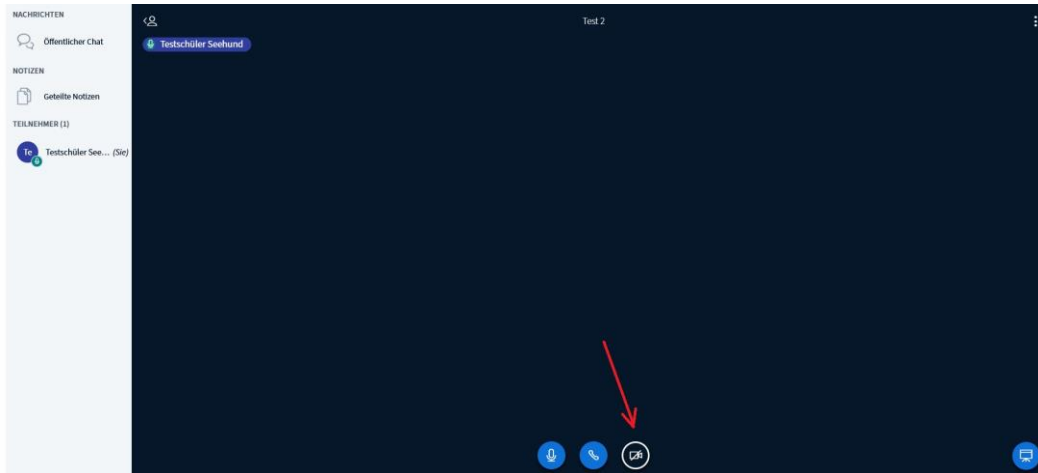 NACHRICHTEN
Öffentlicher Chat
NOTIZEN
Geteilte Notizen
TEILNEHMER (1)
Te
Testschüler See... (Sie)
Test 2
Testschüler Seehund